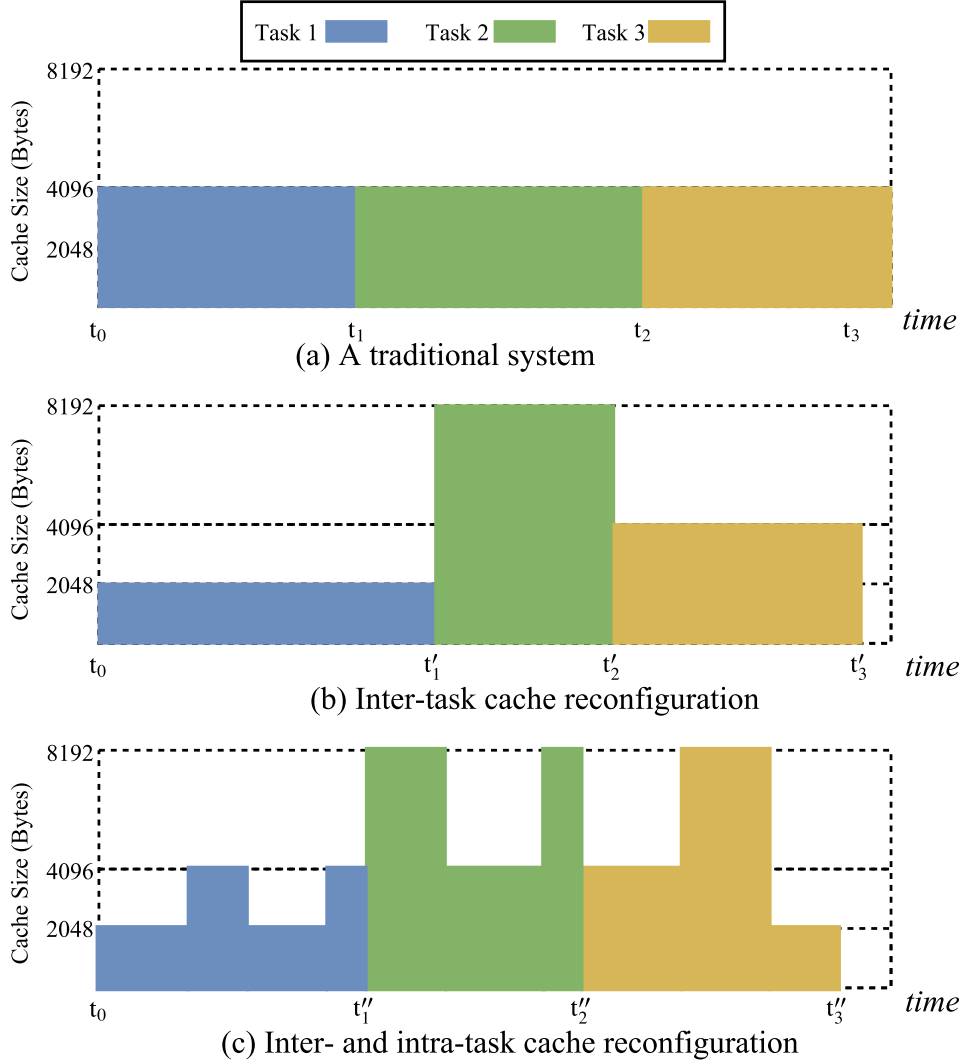 Task 1 Task 2 Task 3
8192
4096
2048
Cache Size (Bytes)
t0 t1 t2 t3 time
(a) A traditional system
8192
4096
2048
Cache Size (Bytes)
t0 t′1 t′2 t′3 time
(b) Inter-task cache reconfiguration
8192
4096
2048
Cache Size (Bytes)
t0 t″1 t″2 t″3 time
(c) Inter- and intra-task cache reconfiguration